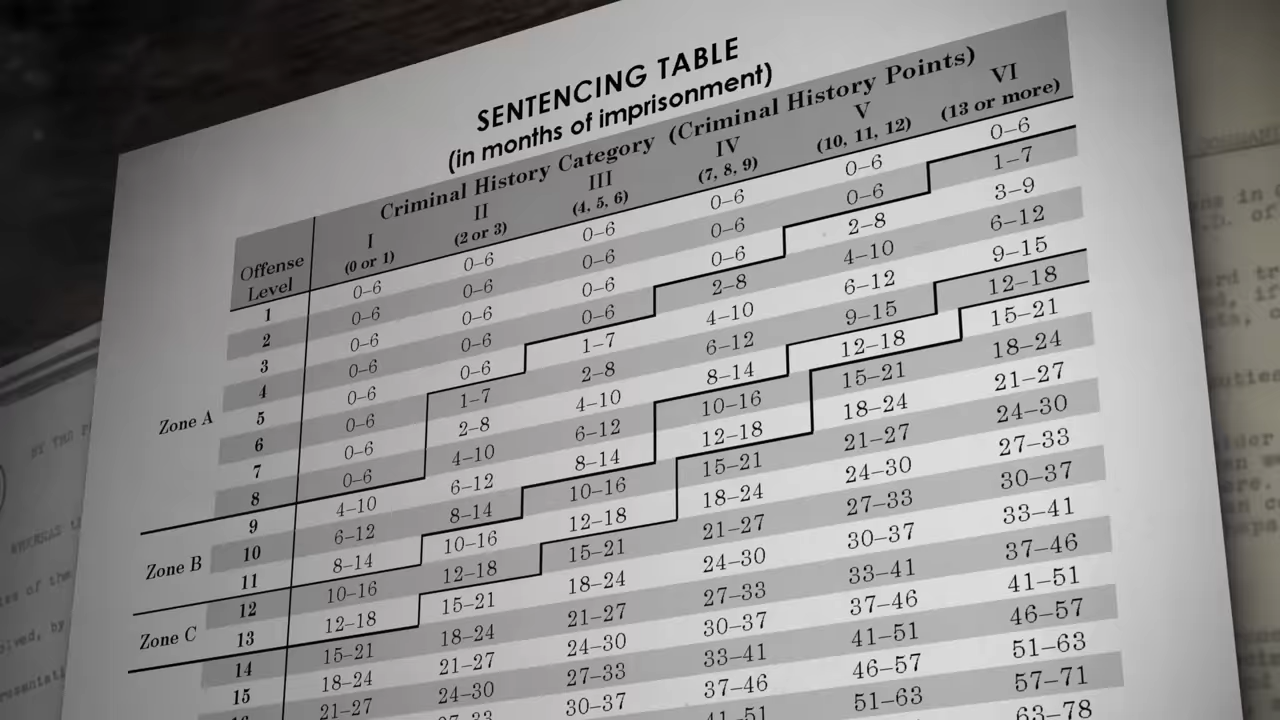 SENTENCING TABLE
(in months of imprisonment)
Criminal History Category (Criminal History Points)
Offense Level I (0 or 1) II (2 or 3) III (4, 5, 6) IV (7, 8, 9) V (10, 11, 12) VI (13 or more)
1 0–6 0–6 0–6 0–6 0–6 0–6
2 0–6 0–6 0–6 0–6 0–6 1–7
3 0–6 0–6 0–6 0–6 2–8 3–9
4 0–6 0–6 0–6 2–8 4–10 6–12
Zone A 5 0–6 0–6 1–7 4–10 6–12 9–15
6 0–6 1–7 2–8 6–12 9–15 12–18
7 0–6 2–8 4–10 8–14 12–18 15–21
8 0–6 4–10 6–12 10–16 15–21 18–24
9 4–10 6–12 8–14 12–18 18–24 21–27
Zone B 10 6–12 8–14 10–16 15–21 21–27 24–30
11 8–14 10–16 12–18 18–24 24–30 27–33
12 10–16 12–18 15–21 21–27 27–33 30–37
Zone C 13 12–18 15–21 18–24 24–30 30–37 33–41
14 15–21 18–24 21–27 27–33 33–41 37–46
15 18–24 21–27 24–30 30–37 37–46 41–51
21–27 24–30 27–33 33–41 41–51 46–57
30–37 37–46 46–57 51–63
51–63 57–71
63–78